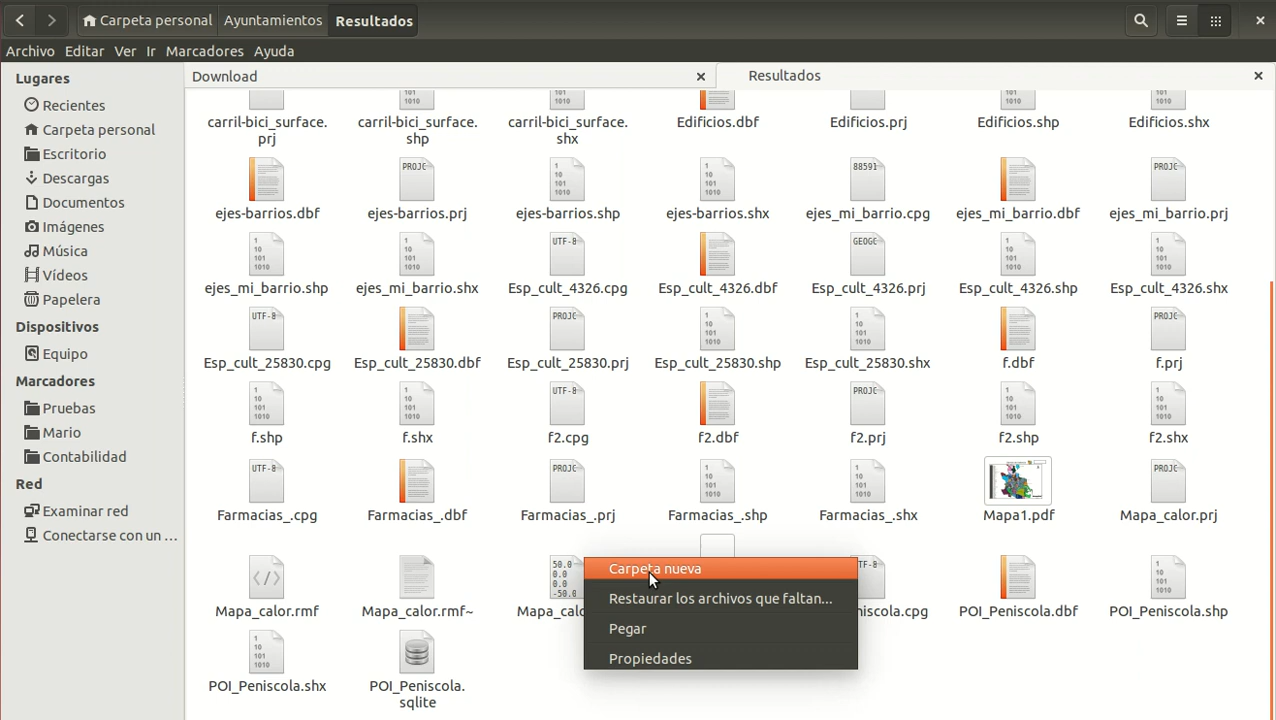 Carpeta personal Ayuntamientos Resultados
Archivo Editar Ver Ir Marcadores Ayuda
Lugares
Recientes
Carpeta personal
Escritorio
Descargas
Documentos
Imágenes
Música
Vídeos
Papelera
Dispositivos
Equipo
Marcadores
Pruebas
Mario
Contabilidad
Red
Examinar red
Conectarse con un ...
Download
Resultados
carril-bici_surface.
prj
carril-bici_surface.
shp
carril-bici_surface.
shx
Edificios.dbf
Edificios.prj
Edificios.shp
Edificios.shx
ejes-barrios.dbf
ejes-barrios.prj
ejes-barrios.shp
ejes-barrios.shx
ejes_mi_barrio.cpg
ejes_mi_barrio.dbf
ejes_mi_barrio.prj
ejes_mi_barrio.shp
ejes_mi_barrio.shx
Esp_cult_4326.cpg
Esp_cult_4326.dbf
Esp_cult_4326.prj
Esp_cult_4326.shp
Esp_cult_4326.shx
Esp_cult_25830.cpg
Esp_cult_25830.dbf
Esp_cult_25830.prj
Esp_cult_25830.shp
Esp_cult_25830.shx
f.dbf
f.prj
f.shp
f.shx
f2.cpg
f2.dbf
f2.prj
f2.shp
f2.shx
Farmacias_.cpg
Farmacias_.dbf
Farmacias_.prj
Farmacias_.shp
Farmacias_.shx
Mapa1.pdf
Mapa_calor.prj
Mapa_calor.rmf
Mapa_calor.rmf~
Mapa_calo
niscola.cpg
POI_Peniscola.dbf
POI_Peniscola.shp
POI_Peniscola.shx
POI_Peniscola.
sqlite
Carpeta nueva
Restaurar los archivos que faltan...
Pegar
Propiedades